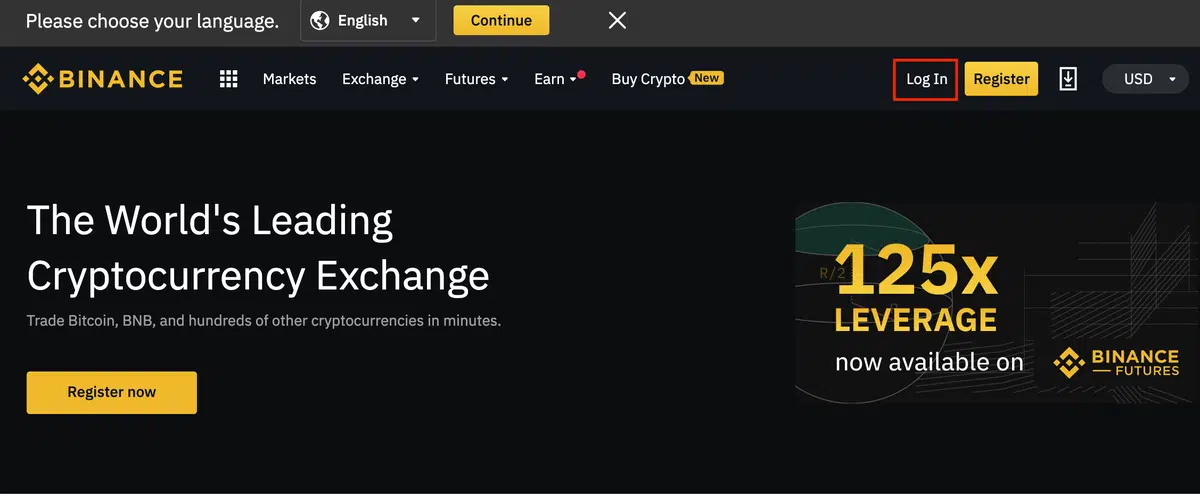 Please choose your language. English Continue
BINANCE Markets Exchange Futures Earn Buy Crypto New Log In Register USD
The World's Leading
Cryptocurrency Exchange
Trade Bitcoin, BNB, and hundreds of other cryptocurrencies in minutes.
Register now
R/2
125x
LEVERAGE
R
now available on
BINANCE
FUTURES